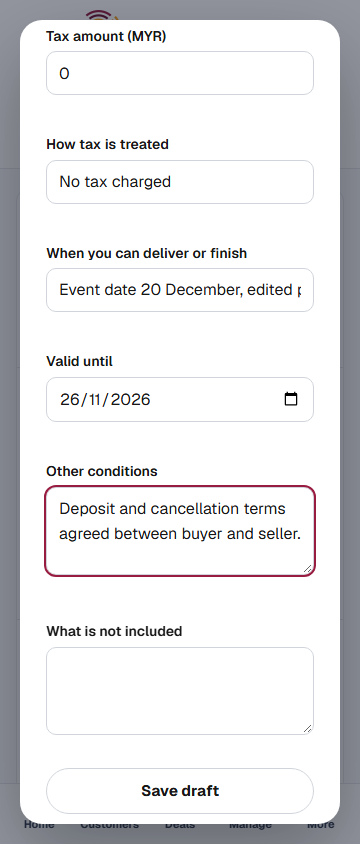 Tax amount (MYR)
0
How tax is treated
No tax charged
When you can deliver or finish
Event date 20 December, edited
Valid until
26/11/2026
Other conditions
Deposit and cancellation terms
agreed between buyer and seller.
What is not included
Save draft
Home Customers Deals Manage More